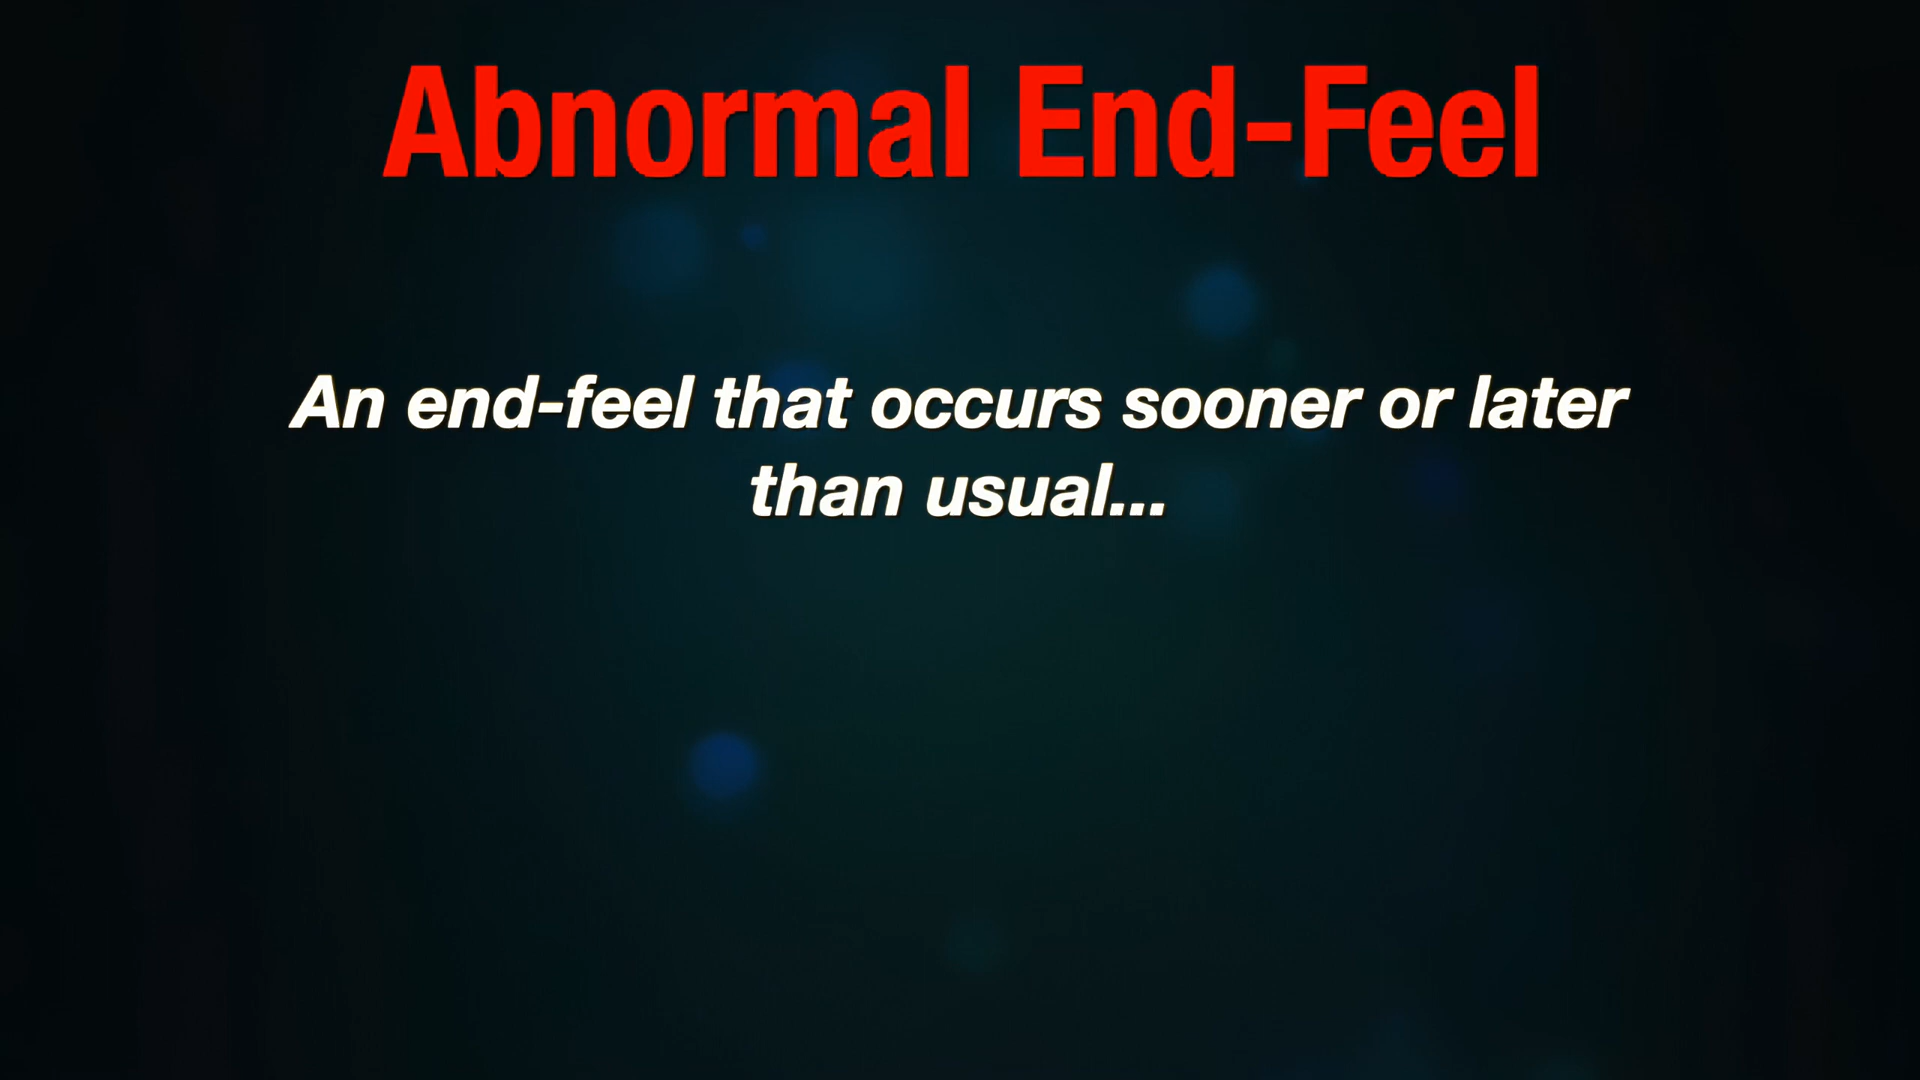 Abnormal End-Feel
An end-feel that occurs sooner or later
than usual...